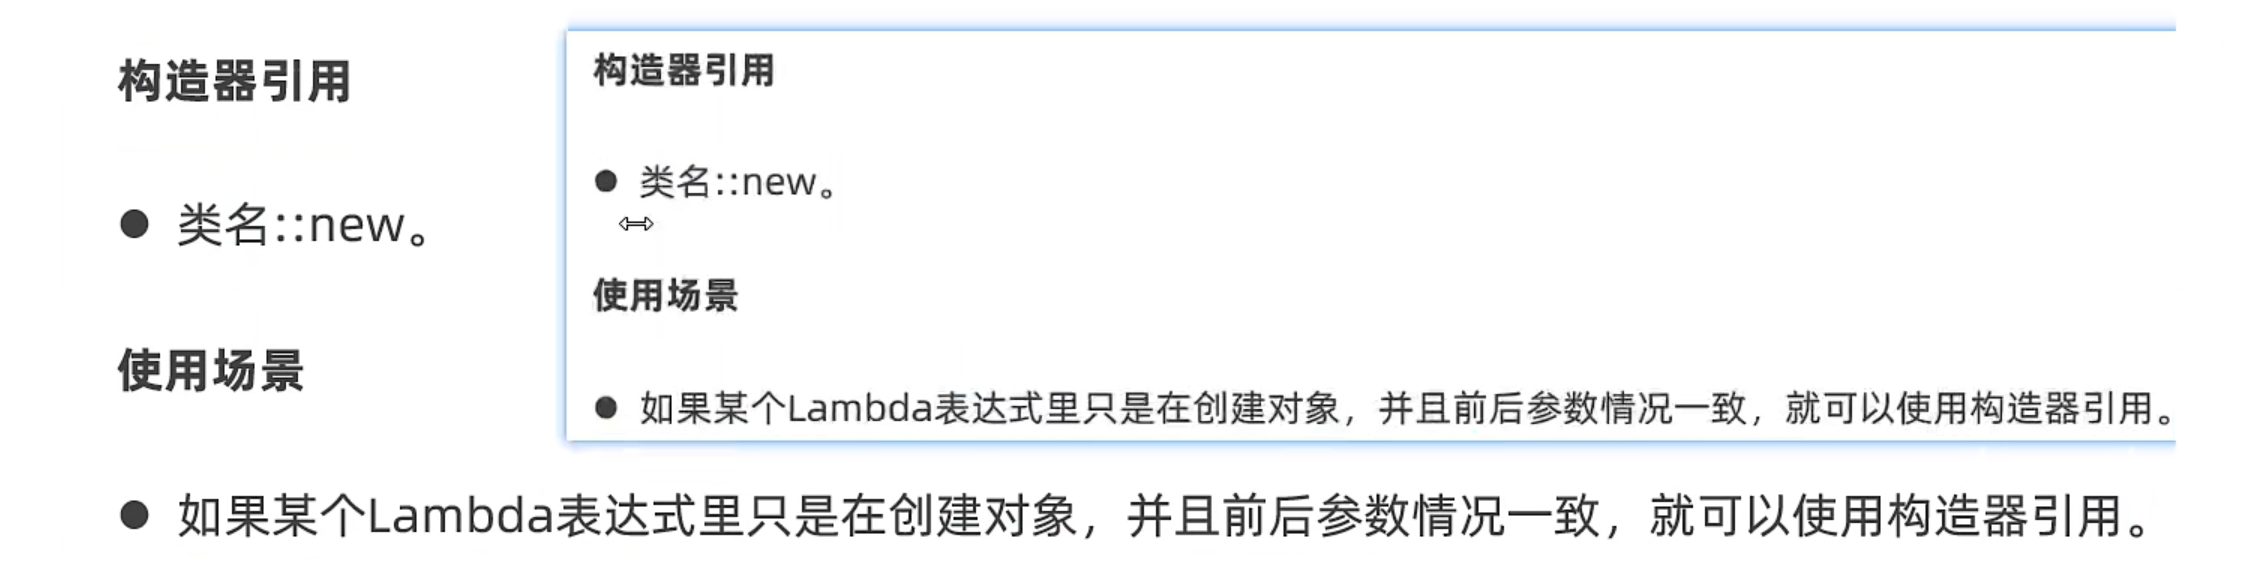 构造器引用
类名::new。
使用场景
如果某个Lambda表达式里只是在创建对象，并且前后参数情况一致，就可以使用构造器引用。
构造器引用
类名::new。
使用场景
如果某个Lambda表达式里只是在创建对象，并且前后参数情况一致，就可以使用构造器引用。